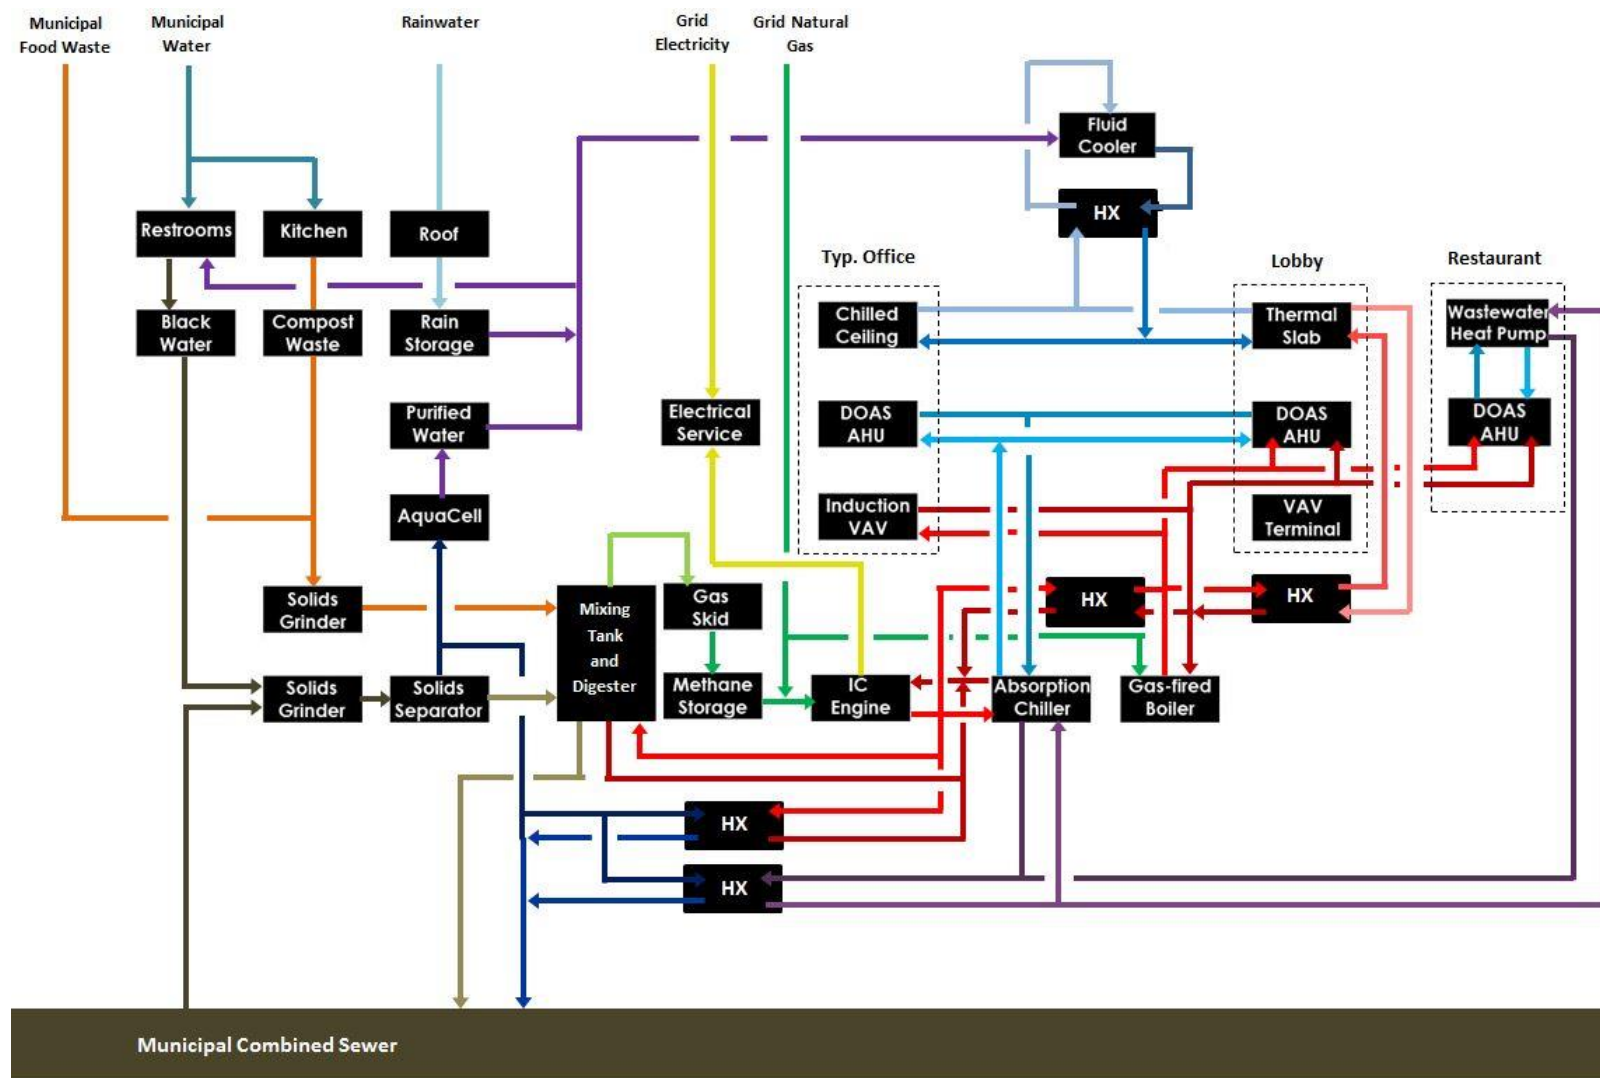 Municipal
Food Waste
Municipal
Water
Rainwater
Grid
Electricity
Grid Natural
Gas
Fluid
Cooler
HX
Restrooms
Kitchen
Roof
Typ. Office
Lobby
Restaurant
Black
Water
Compost
Waste
Rain
Storage
Chilled
Ceiling
Thermal
Slab
Wastewater
Heat Pump
Purified
Water
Electrical
Service
DOAS
AHU
DOAS
AHU
DOAS
AHU
AquaCell
Induction
VAV
VAV
Terminal
Solids
Grinder
Mixing
Tank
and
Digester
Gas
Skid
HX
HX
Solids
Grinder
Solids
Separator
Methane
Storage
IC
Engine
Absorption
Chiller
Gas-fired
Boiler
HX
HX
Municipal Combined Sewer